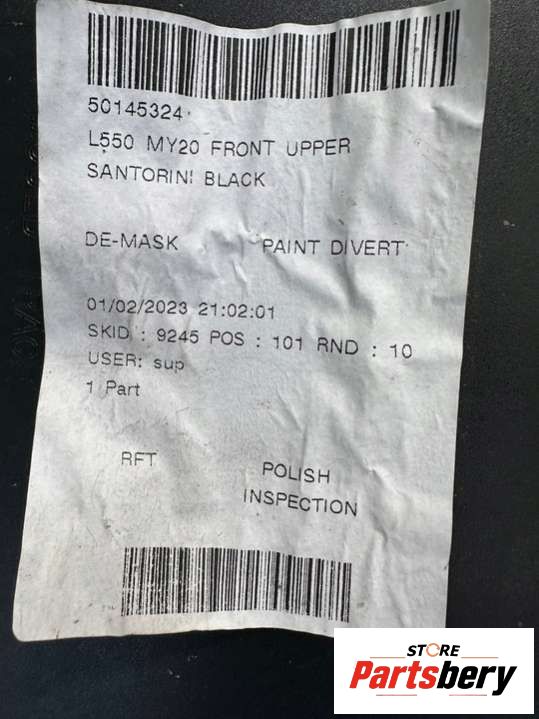 50145324
L550 MY20 FRONT UPPER
SANTORINI BLACK
DE-MASK PAINT DIVERT
01/02/2023 21:02:01
SKID : 9245 POS : 101 RND : 10
USER: sup
1 Part
RFT POLISH
INSPECTION
STORE
Partsbery